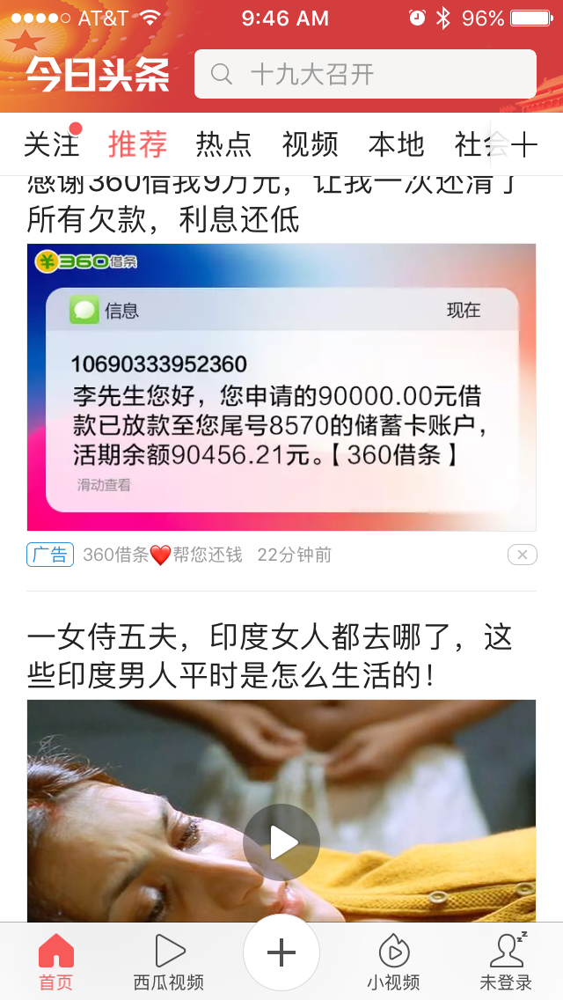 AT&T 9:46 AM 96%
今日头条 十九大召开
关注 推荐 热点 视频 本地 社会
感谢360借我9万元，让我一次还清了
所有欠款，利息还低
360借条
信息 现在
10690333952360
李先生您好，您申请的90000.00元借
款已放款至您尾号8570的储蓄卡账户，
活期余额90456.21元。【360借条】
滑动查看
广告 360借条❤️帮您还钱 22分钟前
一女侍五夫，印度女人都去哪了，这
些印度男人平时是怎么生活的！
首页 西瓜视频 小视频 未登录